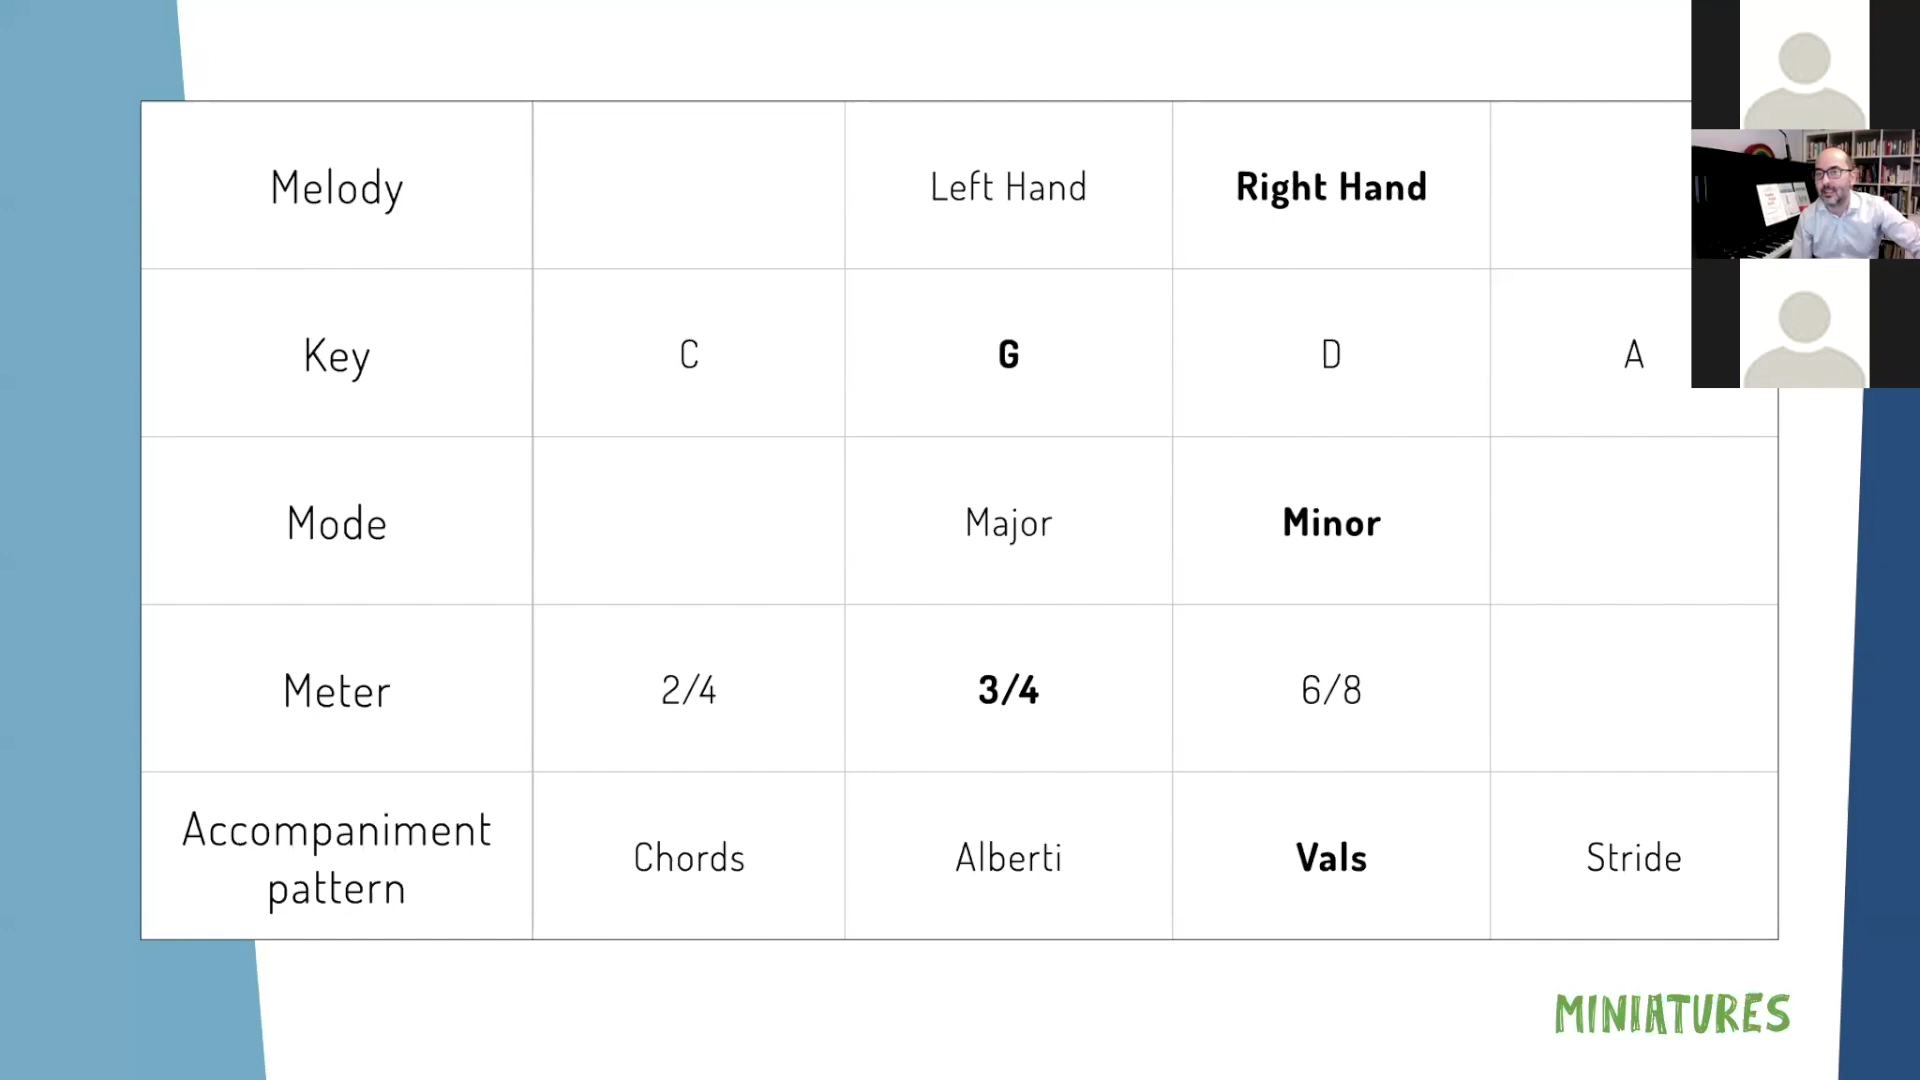 Melody Left Hand Right Hand
Key C G D A
Mode Major Minor
Meter 2/4 3/4 6/8
Accompaniment
pattern Chords Alberti Vals Stride
MINIATURES